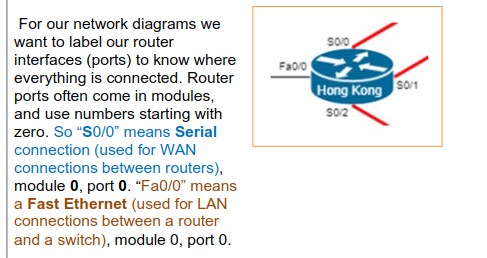 For our network diagrams we
want to label our router
interfaces (ports) to know where
everything is connected. Router
ports often come in modules,
and use numbers starting with
zero. So “S0/0” means Serial
connection (used for WAN
connections between routers),
module 0, port 0. “Fa0/0” means
a Fast Ethernet (used for LAN
connections between a router
and a switch), module 0, port 0.
S0/0
Fa0/0
Hong Kong
S0/1
S0/2